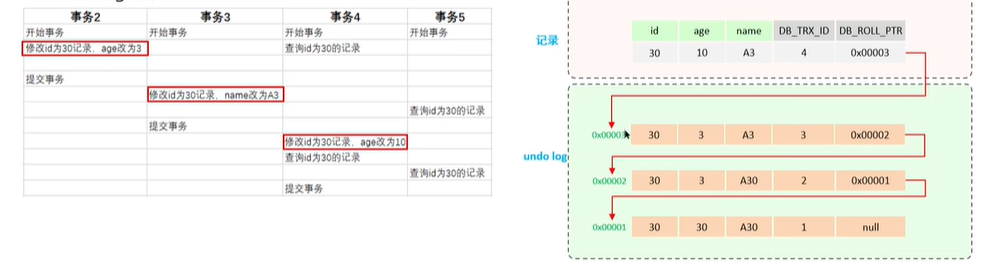 事务2 事务3 事务4 事务5
开始事务 开始事务 开始事务 开始事务
修改id为30记录，age改为3 查询id为30的记录
提交事务
修改id为30记录，name改为A3
查询id为30的记录
提交事务
修改id为30记录，age改为10
查询id为30的记录
查询id为30的记录
提交事务
记录
id age name DB_TRX_ID DB_ROLL_PTR
30 10 A3 4 0x00003
undo log
0x00003 30 3 A3 3 0x00002
0x00002 30 3 A30 2 0x00001
0x00001 30 30 A30 1 null